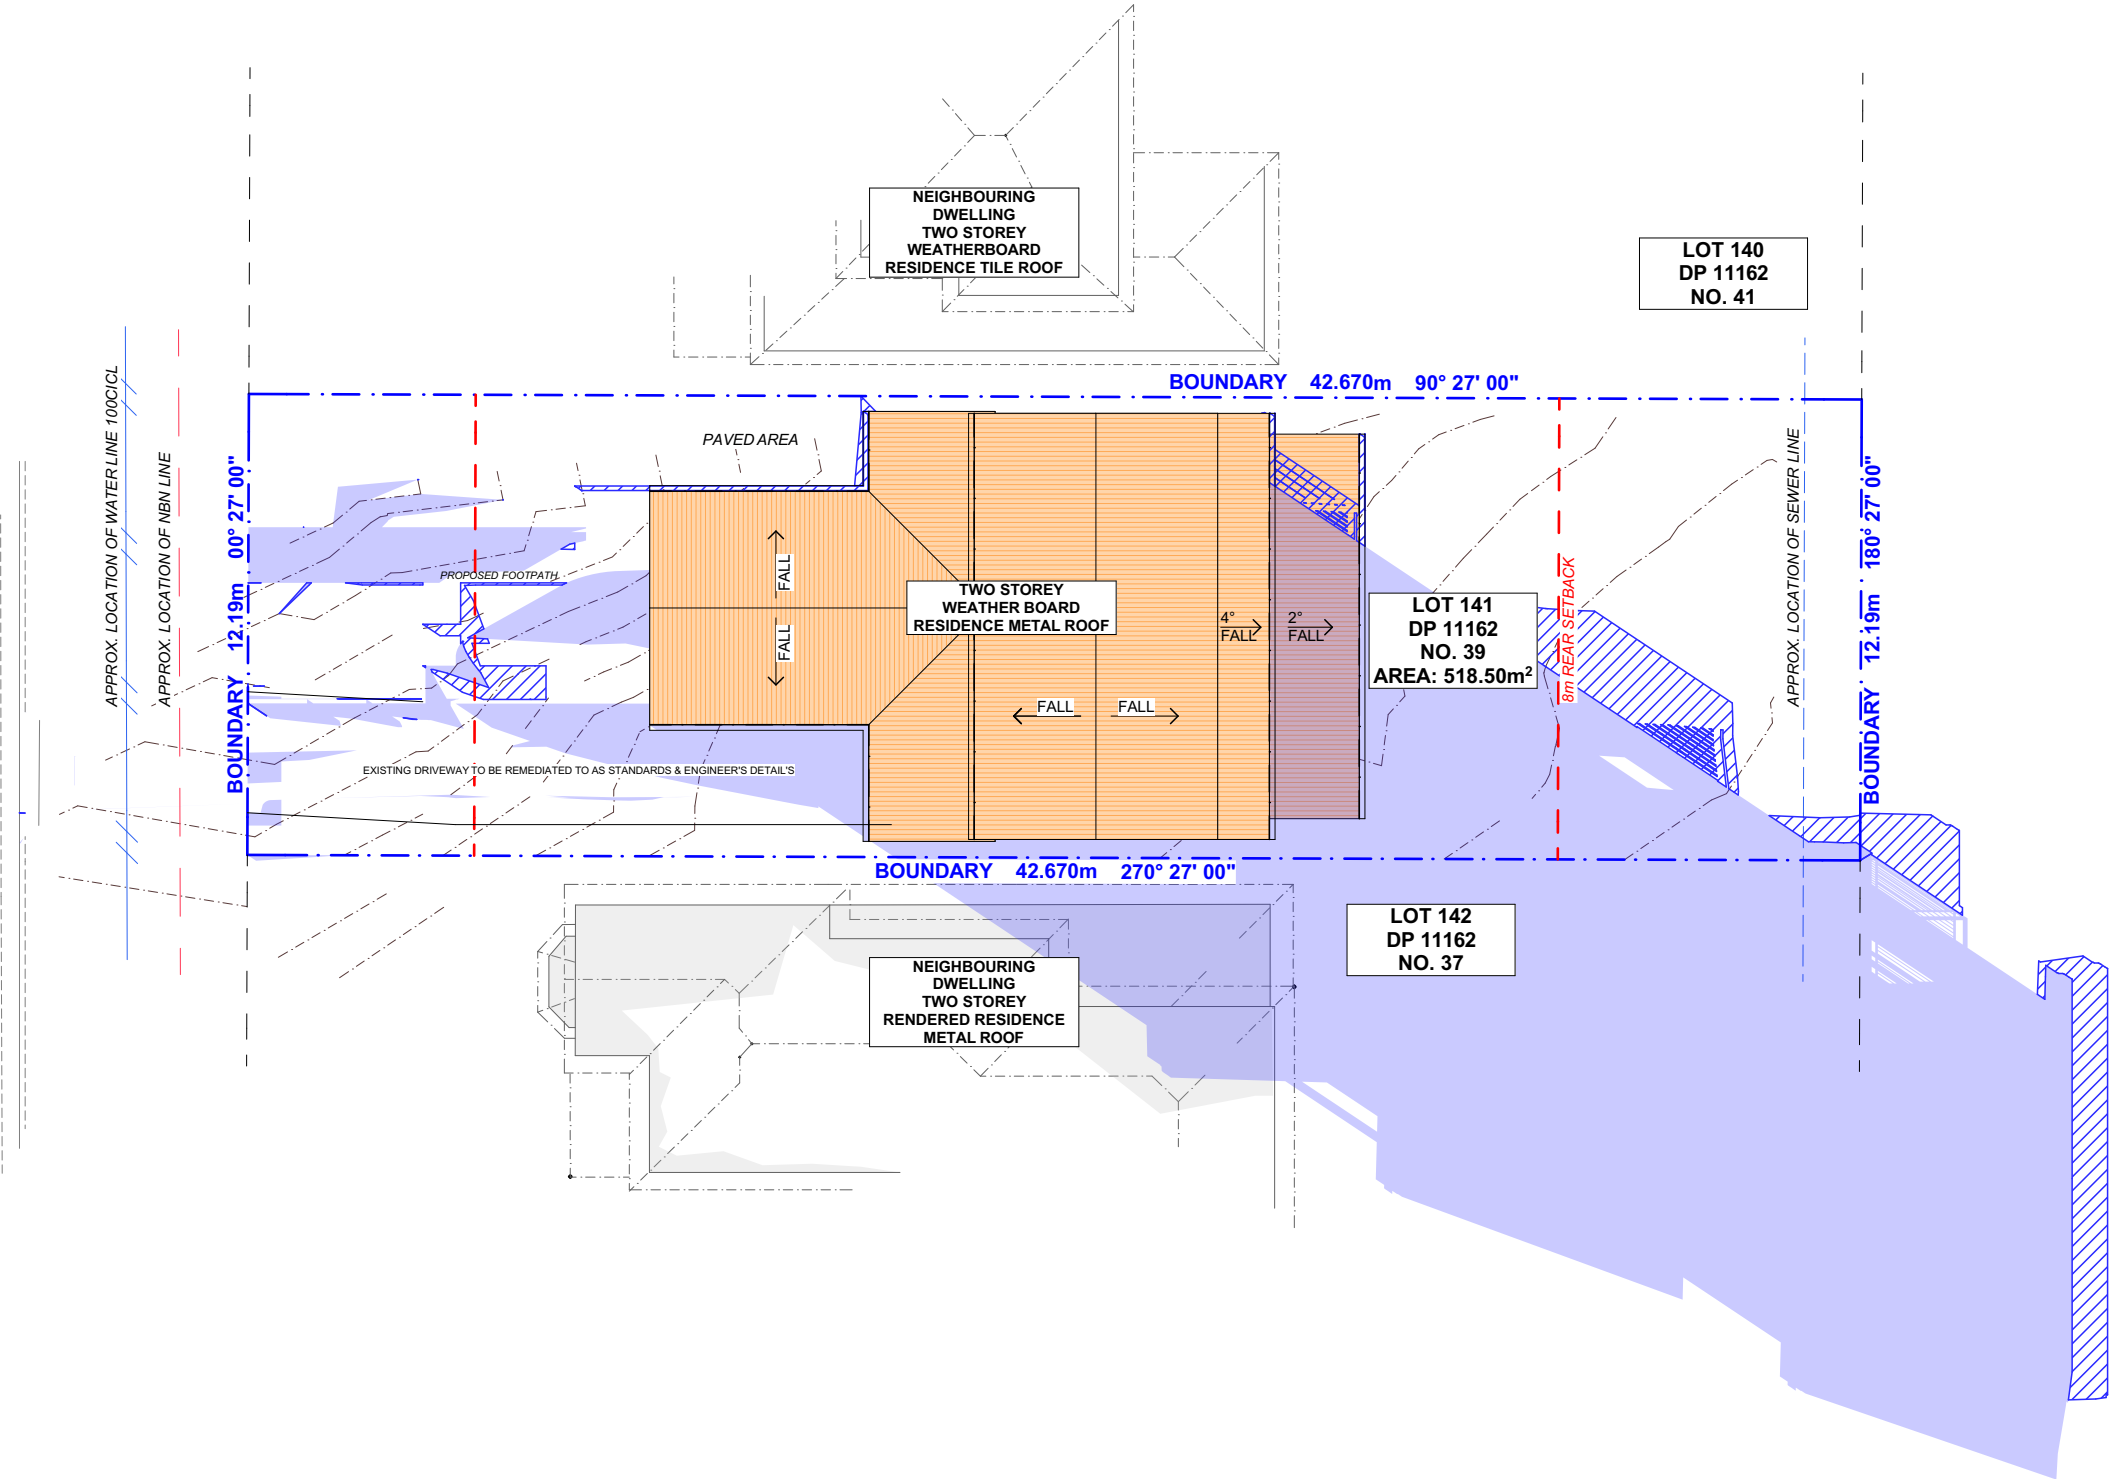 NEIGHBOURING
DWELLING
TWO STOREY
WEATHERBOARD
RESIDENCE TILE ROOF
LOT 140
DP 11162
NO. 41
BOUNDARY 42.670m 90° 27' 00"
APPROX. LOCATION OF WATER LINE 100CICL
APPROX. LOCATION OF NBN LINE
BOUNDARY 12.19m 00° 27' 00"
PAVED AREA
PROPOSED FOOTPATH
FALL
FALL
TWO STOREY
WEATHER BOARD
RESIDENCE METAL ROOF
4°
FALL
2°
FALL
FALL
FALL
LOT 141
DP 11162
NO. 39
AREA: 518.50m²
8m REAR SETBACK
APPROX. LOCATION OF SEWER LINE
BOUNDARY 12.19m 180° 27' 00"
EXISTING DRIVEWAY TO BE REMEDIATED TO AS STANDARDS & ENGINEER'S DETAIL'S
BOUNDARY 42.670m 270° 27' 00"
LOT 142
DP 11162
NO. 37
NEIGHBOURING
DWELLING
TWO STOREY
RENDERED RESIDENCE
METAL ROOF